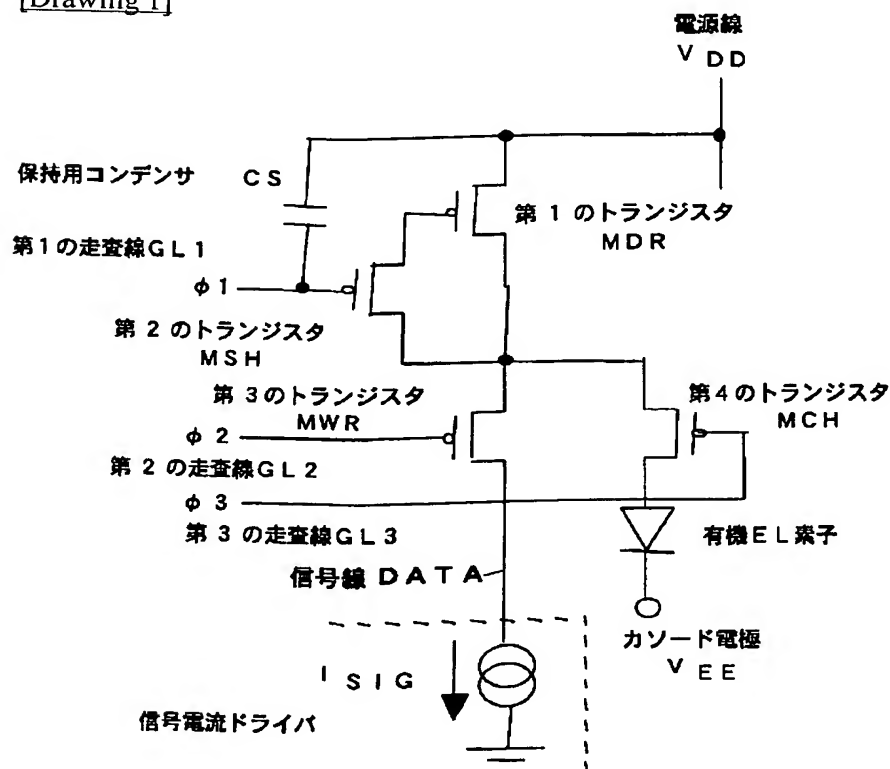 [Drawing 1]
電源線
V DD
保持用コンデンサ CS
第1のトランジスタ
MDR
第1の走査線GL1
φ1
第2のトランジスタ
MSH
第3のトランジスタ
MWR
第4のトランジスタ
MCH
φ2
第2の走査線GL2
φ3
第3の走査線GL3
有機EL素子
信号線 DATA
カソード電極
V EE
I SIG
信号電流ドライバ